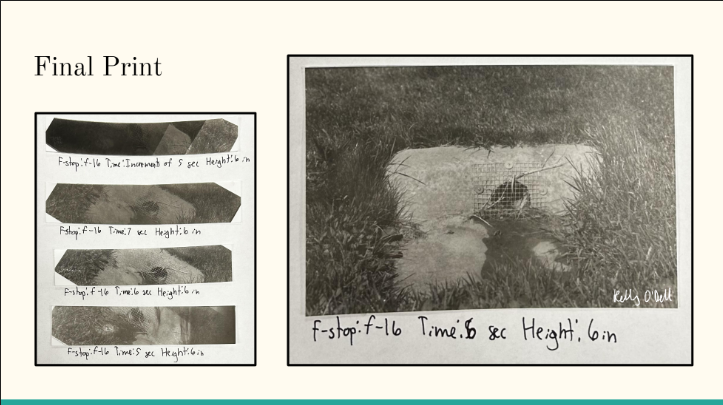 Final Print
F-stop: f-16 Time: Increments of 5 sec Height: 6 in
F-stop: f-16 Time: 7 sec Height: 6 in
F-stop: f-16 Time: 6 sec Height: 6 in
F-stop: f-16 Time: 5 sec Height: 6 in
Kelly O'Dell
F-stop: f-16 Time: 6 sec Height: 6 in